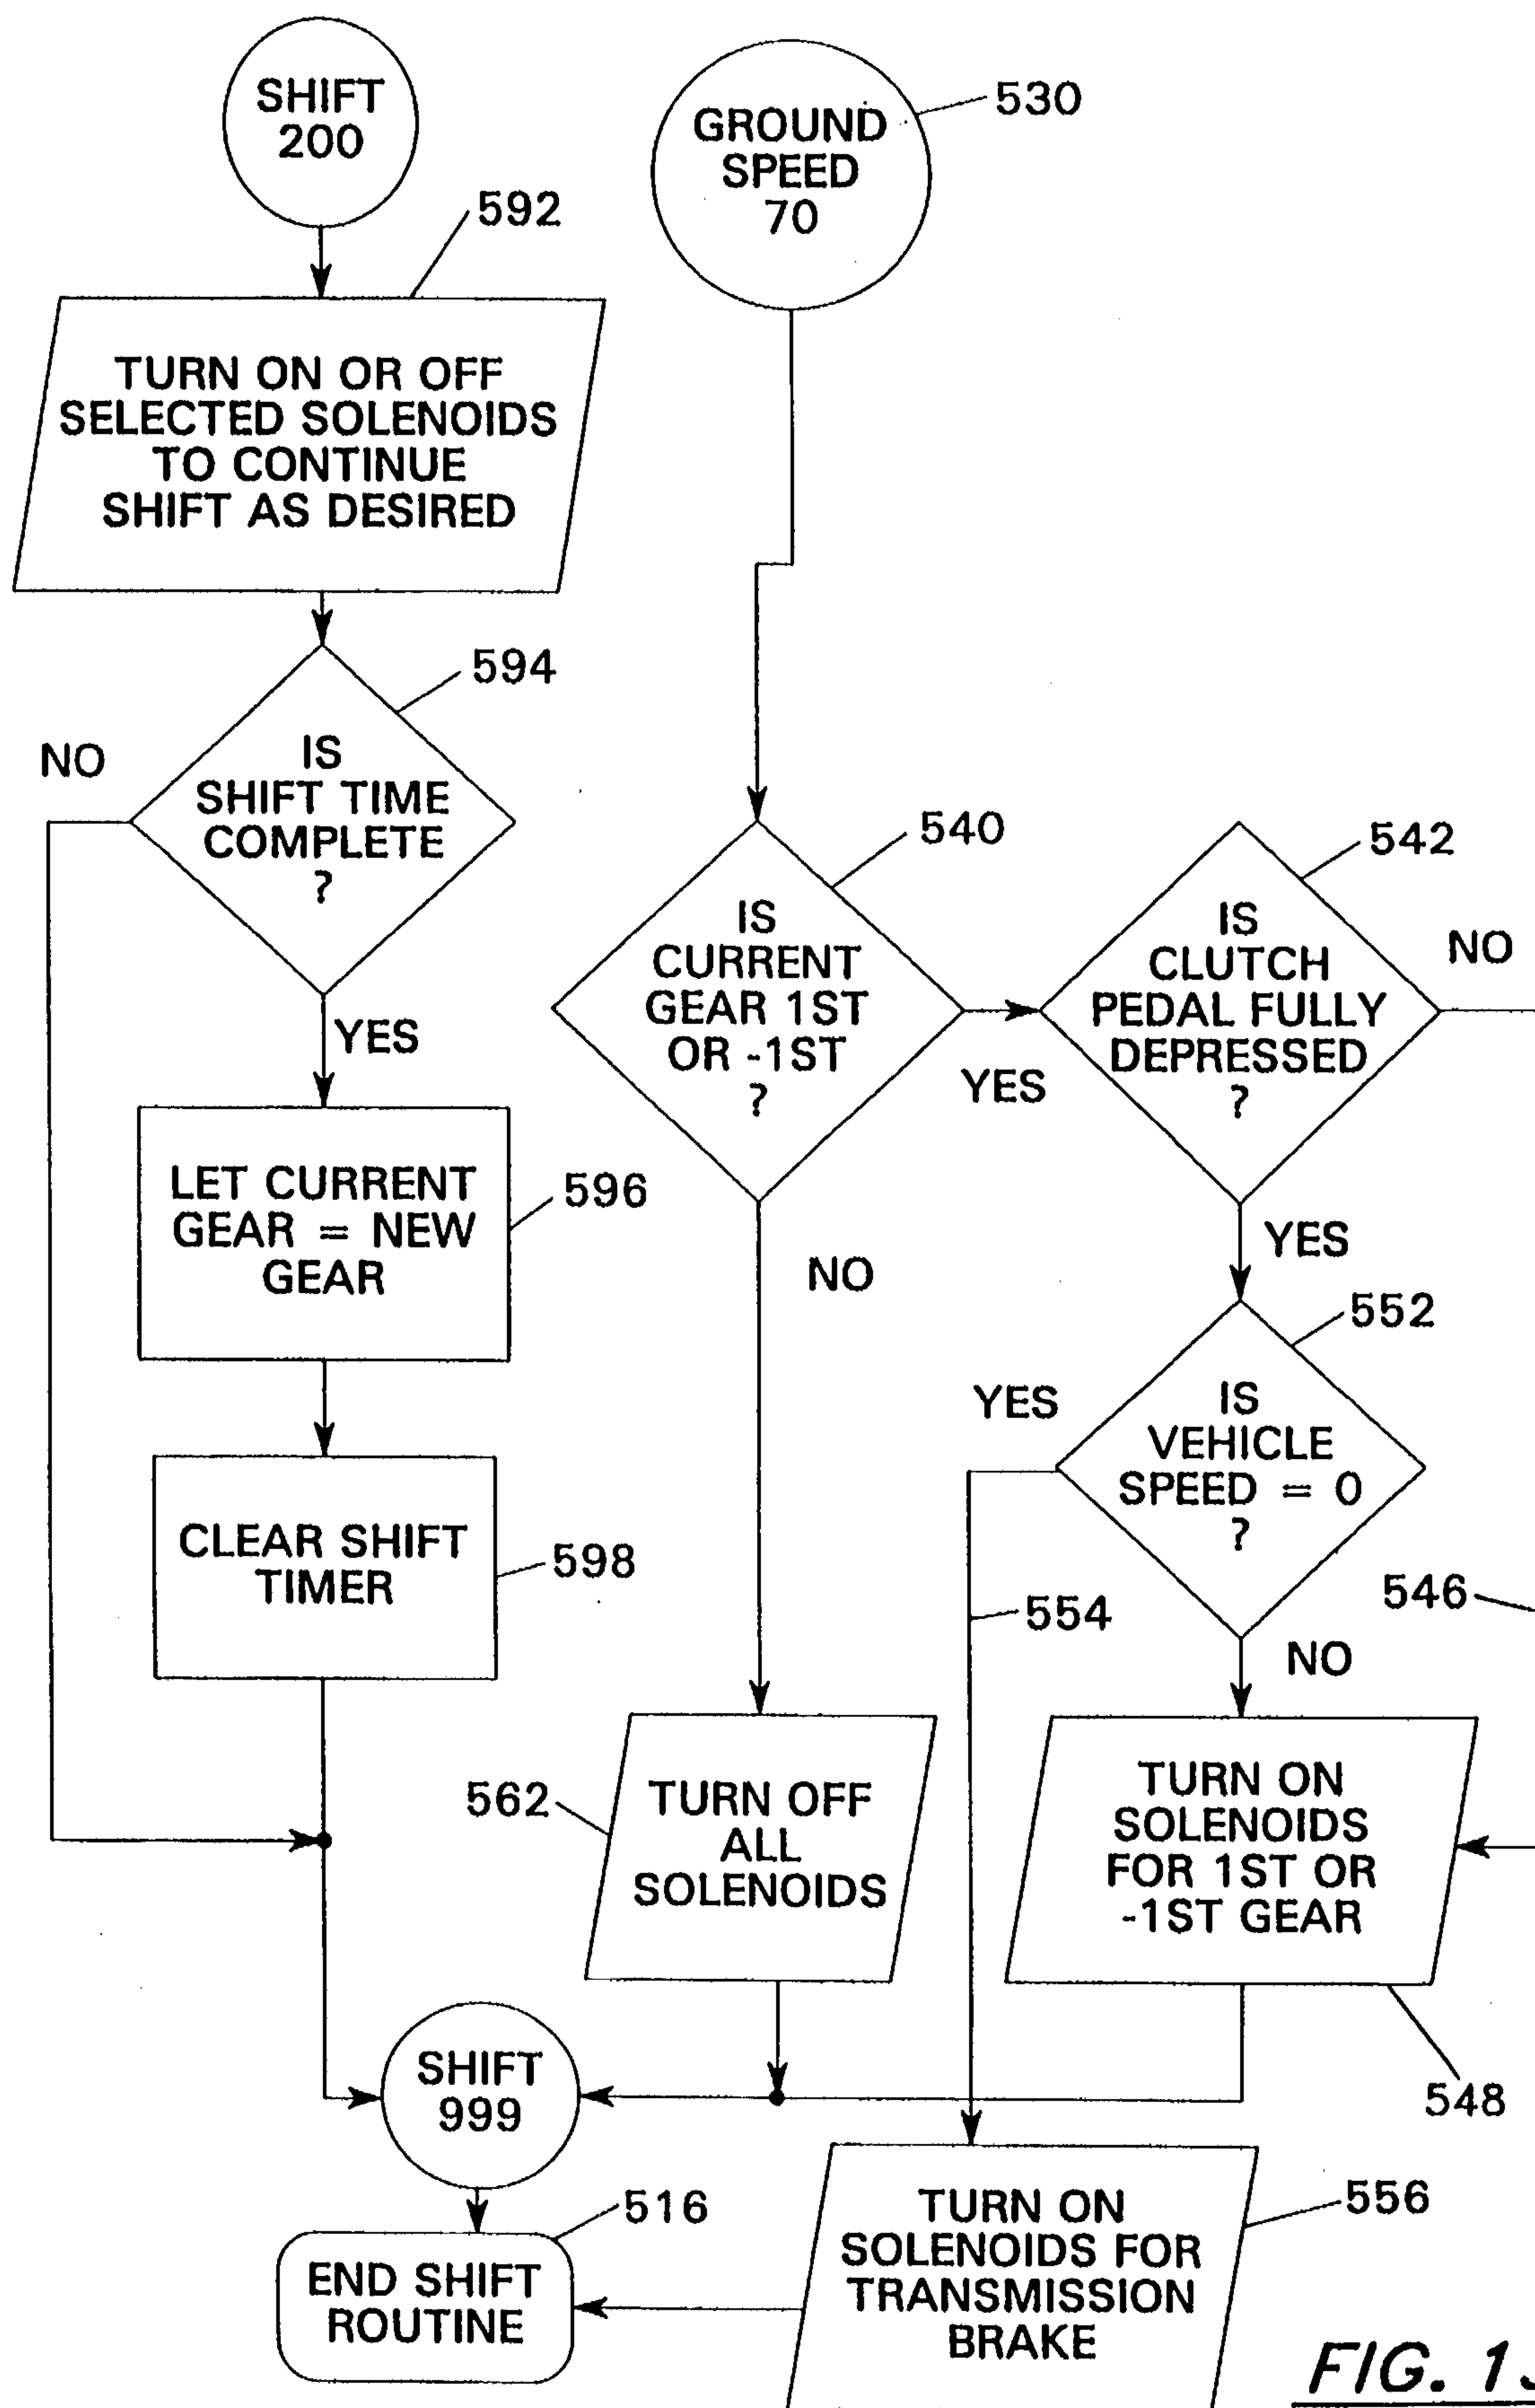 SHIFT
200
592
TURN ON OR OFF
SELECTED SOLENOIDS
TO CONTINUE
SHIFT AS DESIRED
594
IS
SHIFT TIME
COMPLETE
?
NO
YES
LET CURRENT
GEAR = NEW
GEAR
596
CLEAR SHIFT
TIMER
598
GROUND
SPEED
70
530
IS
CURRENT
GEAR 1ST
OR -1ST
?
540
YES
NO
IS
CLUTCH
PEDAL FULLY
DEPRESSED
?
542
NO
YES
552
IS
VEHICLE
SPEED = 0
?
YES
NO
554
546
562
TURN OFF
ALL
SOLENOIDS
TURN ON
SOLENOIDS
FOR 1ST OR
-1ST GEAR
548
SHIFT
999
516
END SHIFT
ROUTINE
TURN ON
SOLENOIDS FOR
TRANSMISSION
BRAKE
556
FIG.